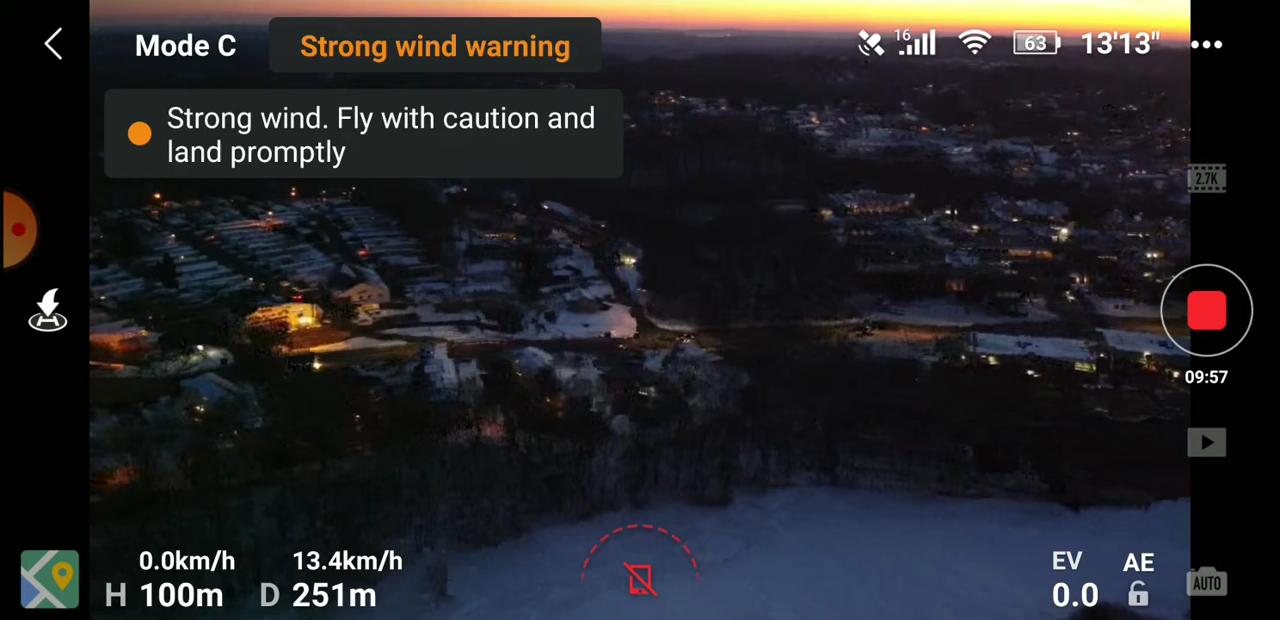 Mode C
Strong wind warning
16
63
13'13"
Strong wind. Fly with caution and
land promptly
2.7K
09:57
0.0km/h
13.4km/h
EV
AE
H 100m
D 251m
0.0
AUTO